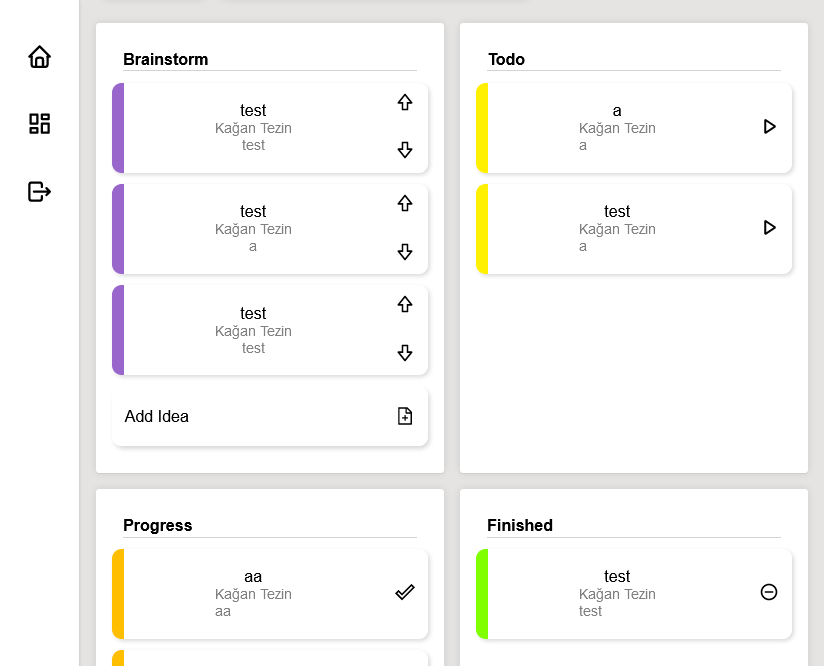 Brainstorm
test
Kağan Tezin
test
test
Kağan Tezin
a
test
Kağan Tezin
test
Add Idea
Todo
a
Kağan Tezin
a
test
Kağan Tezin
a
Progress
aa
Kağan Tezin
aa
Finished
test
Kağan Tezin
test